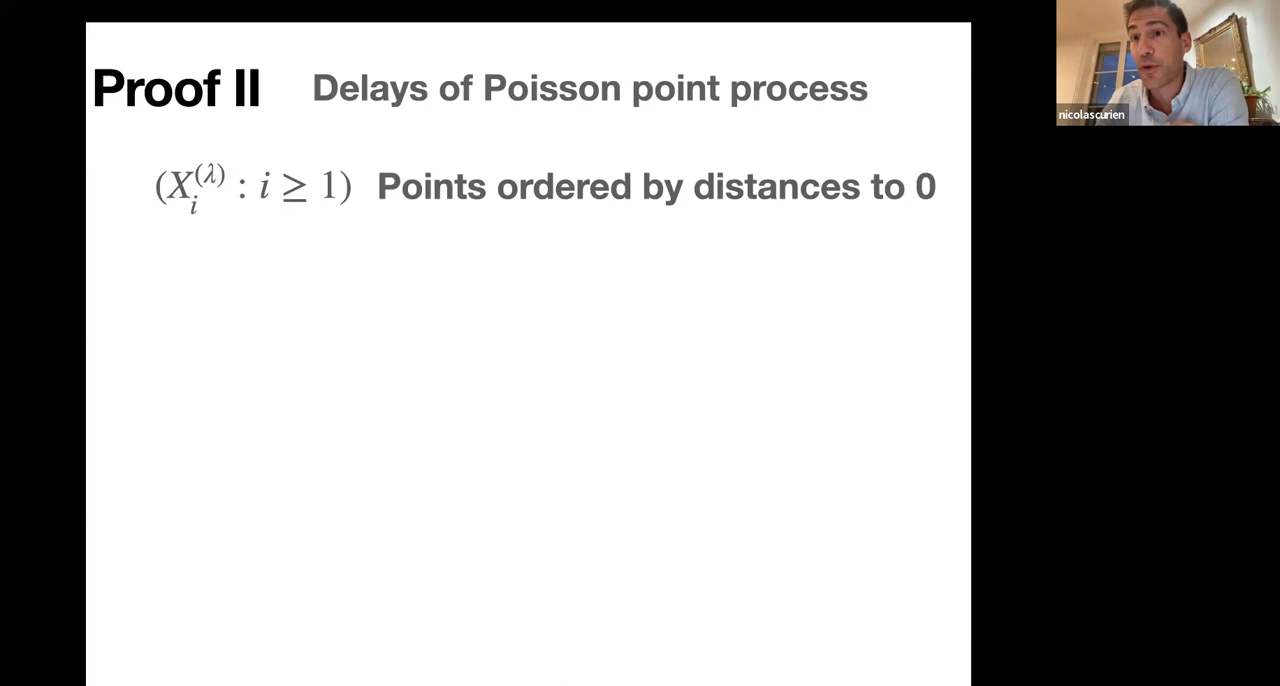 Proof II Delays of Poisson point process
(X_i^{(λ)} : i ≥ 1) Points ordered by distances to 0
nicolascurien